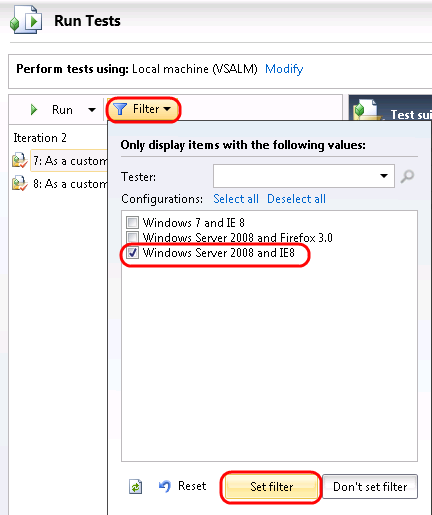 Run Tests
Perform tests using: Local machine (VSALM) Modify
Run Filter Test sui
Iteration 2
7: As a custom
8: As a custom
Only display items with the following values:
Tester:
Configurations: Select all Deselect all
Windows 7 and IE 8
Windows Server 2008 and Firefox 3.0
Windows Server 2008 and IE8
Reset Set filter Don't set filter